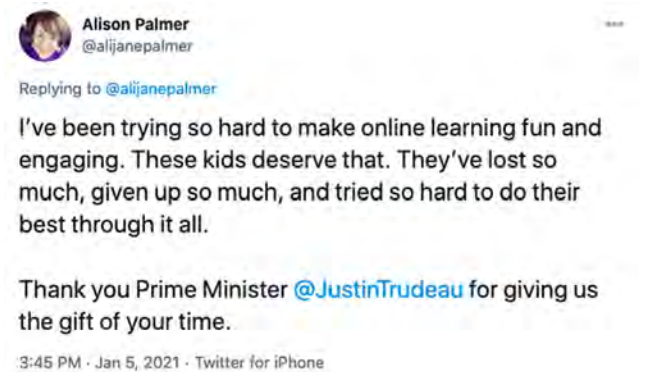 Alison Palmer
@alijanepalmer
Replying to @alijanepalmer
I've been trying so hard to make online learning fun and
engaging. These kids deserve that. They've lost so
much, given up so much, and tried so hard to do their
best through it all.
Thank you Prime Minister @JustinTrudeau for giving us
the gift of your time.
3:45 PM · Jan 5, 2021 · Twitter for iPhone